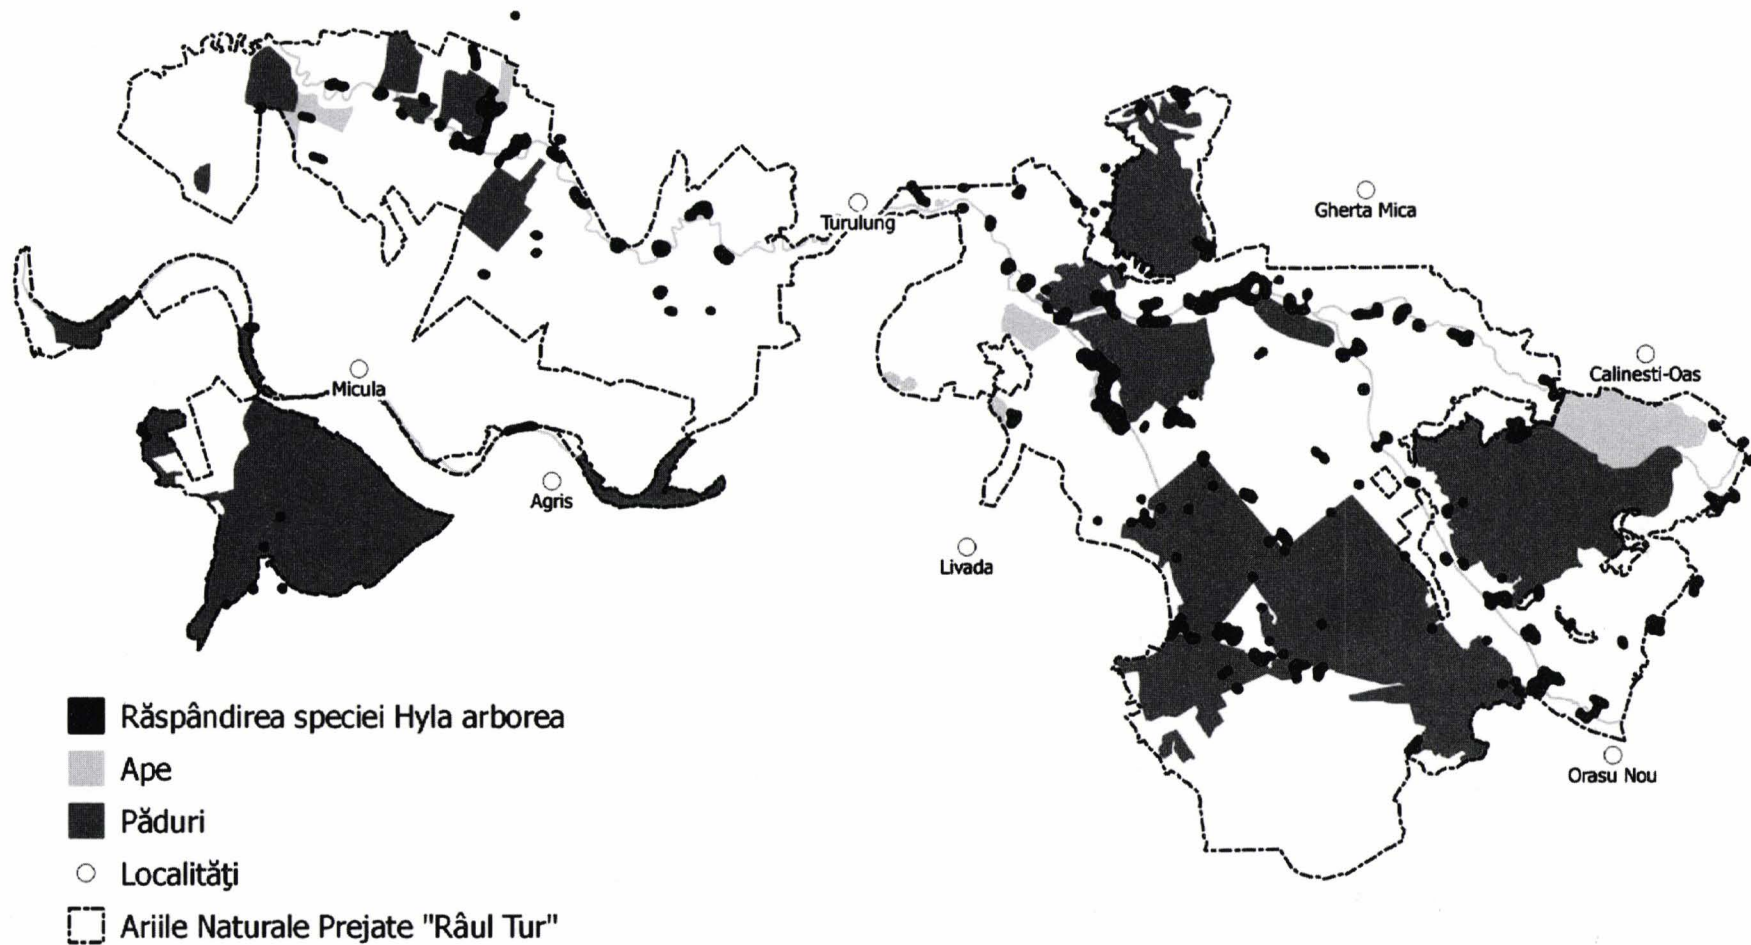 Turulung
Gherta Mica
Calinesti-Oas
Micula
Agris
Livada
Orasu Nou
Răspândirea speciei Hyla arborea
Ape
Păduri
Localităţi
Ariile Naturale Prejate "Râul Tur"